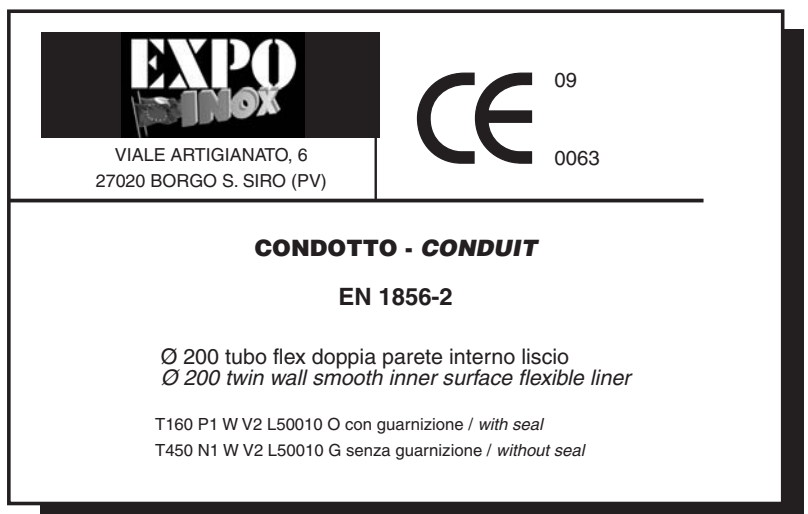 EXPO
INOX
VIALE ARTIGIANATO, 6
27020 BORGO S. SIRO (PV)
CE 09
0063
CONDOTTO - CONDUIT
EN 1856-2
Ø 200 tubo flex doppia parete interno liscio
Ø 200 twin wall smooth inner surface flexible liner
T160 P1 W V2 L50010 O con guarnizione / with seal
T450 N1 W V2 L50010 G senza guarnizione / without seal